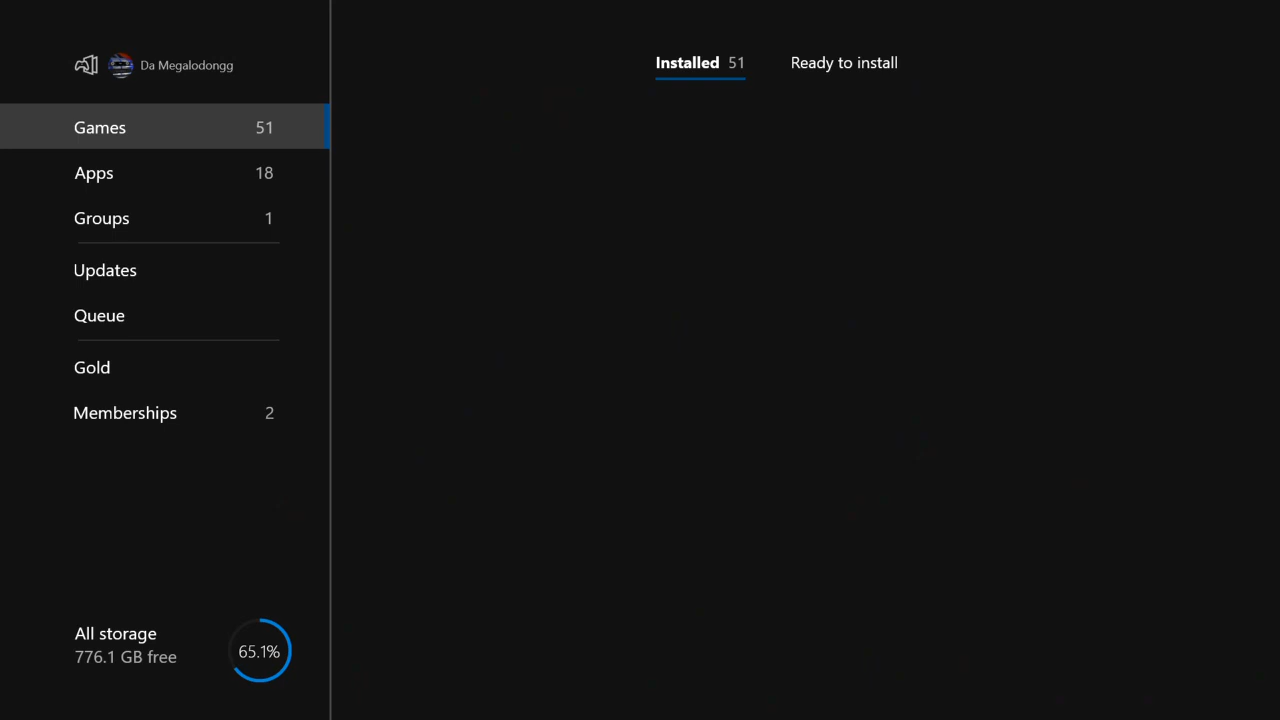 Da Megalodongg
Installed 51
Ready to install
Games 51
Apps 18
Groups 1
Updates
Queue
Gold
Memberships 2
All storage
776.1 GB free
65.1%